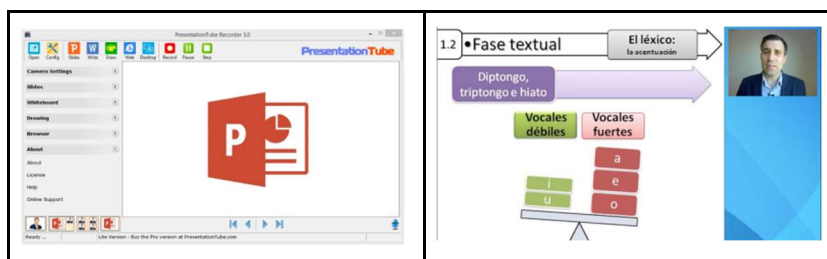 PresentationTube Recorder 3.0
Open Config Slides Write Draw Web Desktop Record Pause Stop
PresentationTube
Camera Settings
Slides
Whiteboard
Drawing
Browser
About
About
License
Help
Online Support
P
Ready ... Lite Version - Buy the Pro version at PresentationTube.com
1.2 •Fase textual
El léxico:
la acentuación
Diptongo,
triptongo e hiato
Vocales
débiles
Vocales
fuertes
a
i e
u o